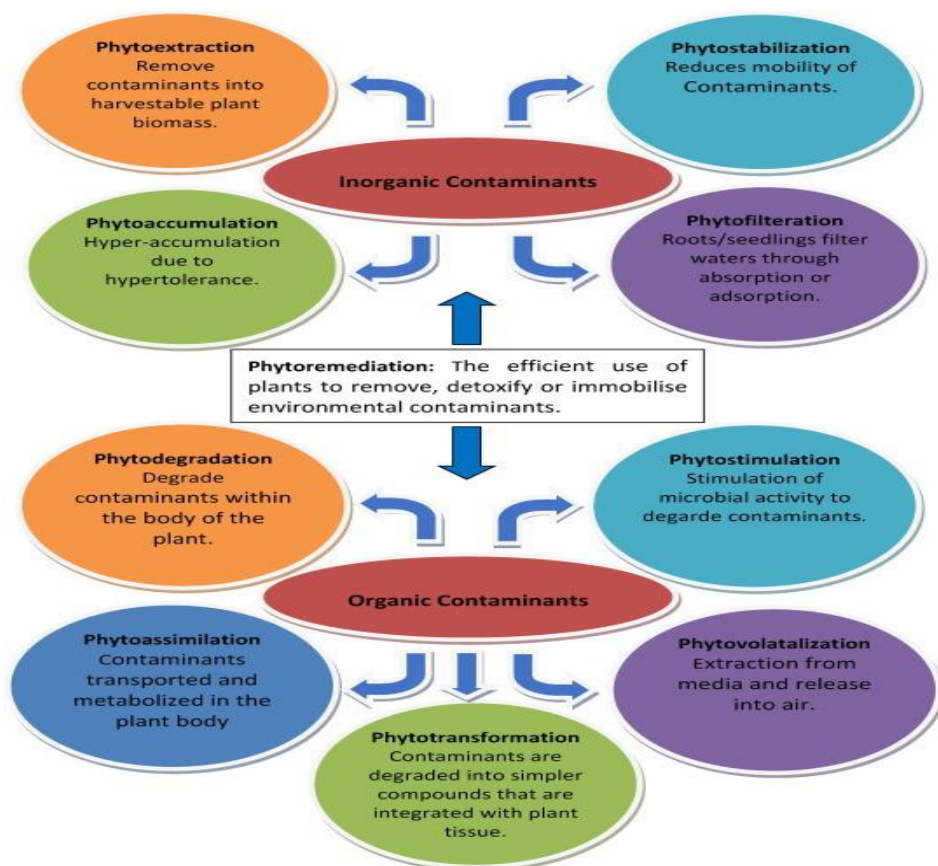 Phytoextraction
Remove
contaminants into
harvestable plant
biomass.
Phytostabilization
Reduces mobility of
Contaminants.
Inorganic Contaminants
Phytoaccumulation
Hyper-accumulation
due to
hypertolerance.
Phytofilteration
Roots/seedlings filter
waters through
absorption or
adsorption.
Phytoremediation: The efficient use of
plants to remove, detoxify or immobilise
environmental contaminants.
Phytodegradation
Degrade
contaminants within
the body of the
plant.
Phytostimulation
Stimulation of
microbial activity to
degarde contaminants.
Organic Contaminants
Phytoassimilation
Contaminants
transported and
metabolized in the
plant body
Phytovolatalization
Extraction from
media and release
into air.
Phytotransformation
Contaminants are
degraded into simpler
compounds that are
integrated with plant
tissue.